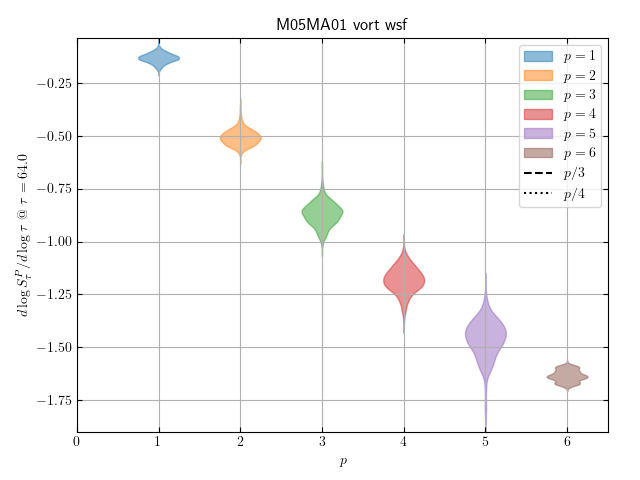 M05MA01 vort wsf
d log S_τ^P / d log τ @ τ = 64.0
−0.25
−0.50
−0.75
−1.00
−1.25
−1.50
−1.75
0
1
2
3
4
5
6
p
p = 1
p = 2
p = 3
p = 4
p = 5
p = 6
p/3
p/4